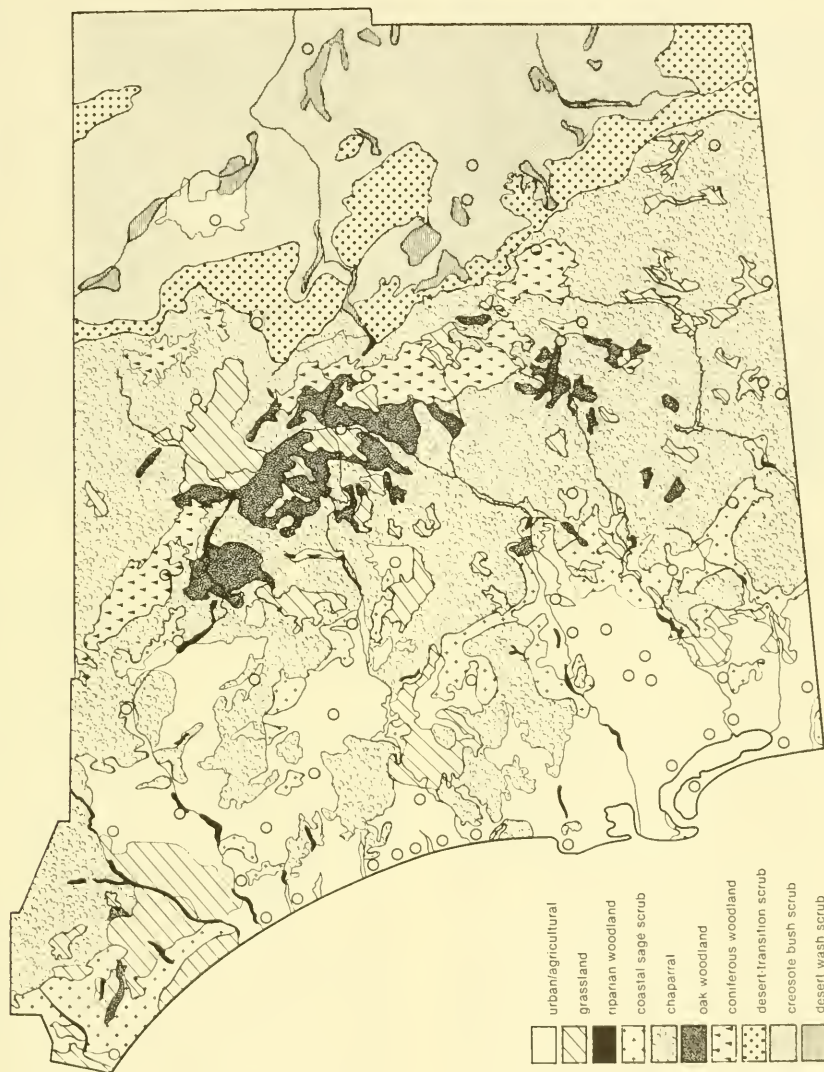 urban/agricultural
grassland
riparian woodland
coastal sage scrub
chaparral
oak woodland
coniferous woodland
desert-transition scrub
creosote bush scrub
desert wash scrub